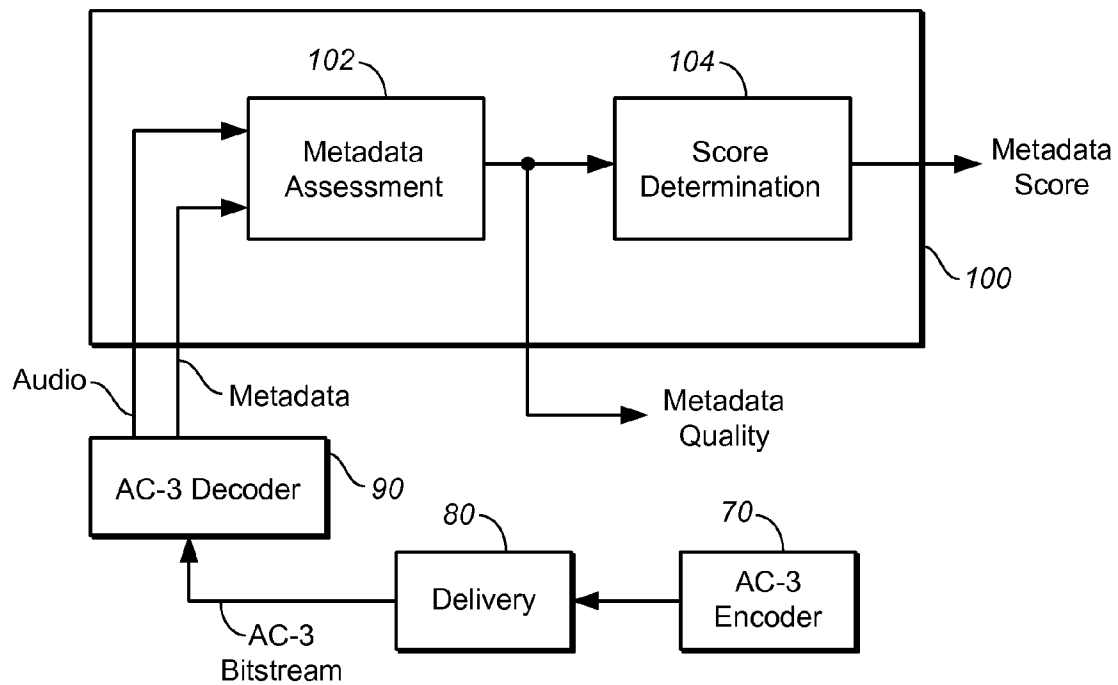 102
104
Metadata
Assessment
Score
Determination
Metadata
Score
100
Audio
Metadata
Metadata
Quality
AC-3 Decoder
90
80
70
Delivery
AC-3
Encoder
AC-3
Bitstream